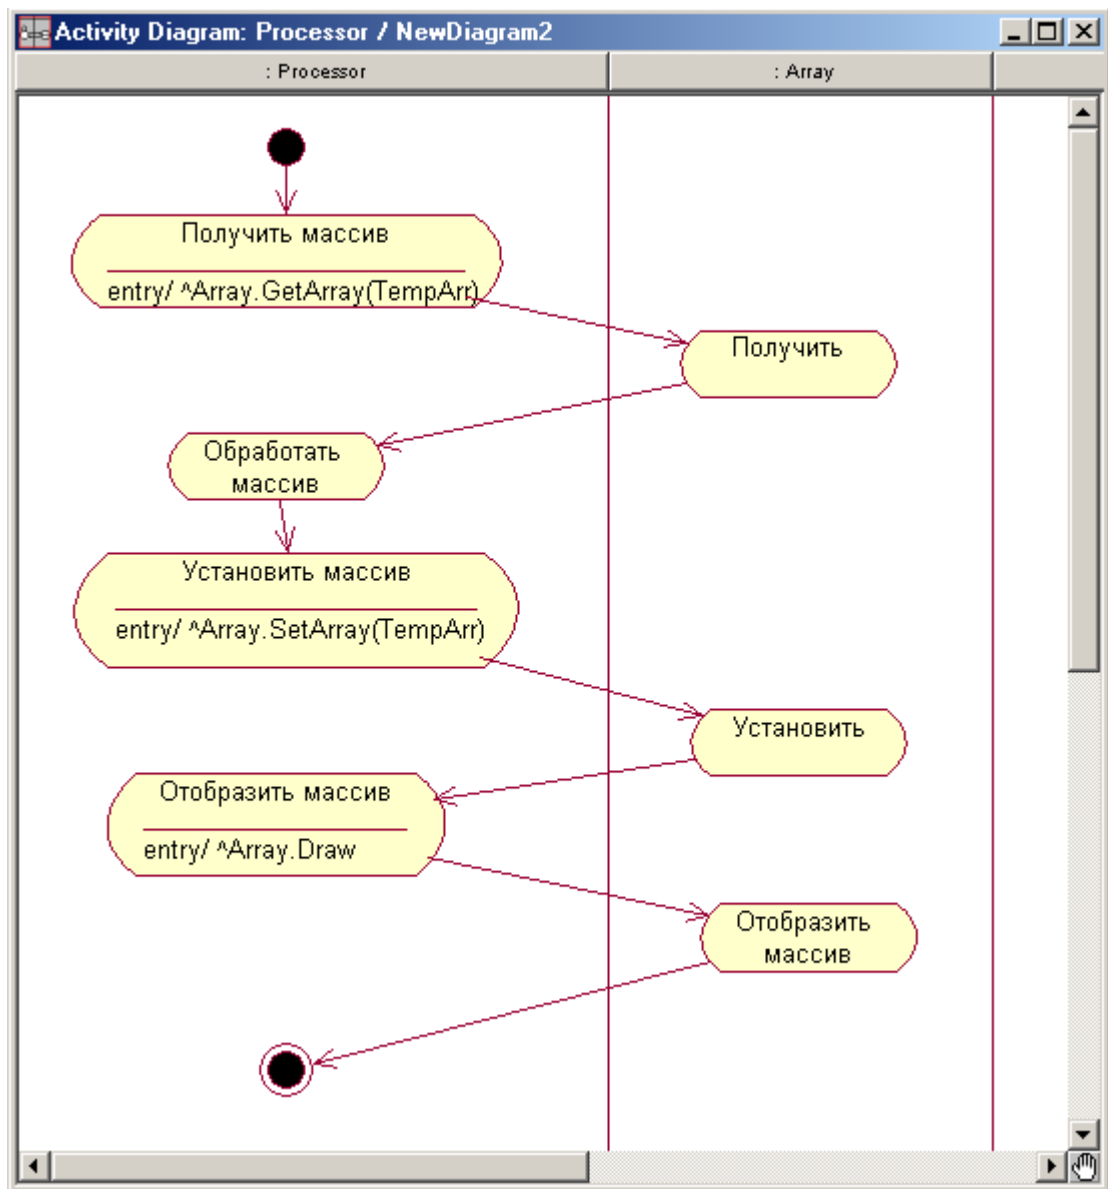 Activity Diagram: Processor / NewDiagram2
: Processor
: Array
Получить массив
entry/ ^Array.GetArray(TempArr)
Получить
Обработать
массив
Установить массив
entry/ ^Array.SetArray(TempArr)
Установить
Отобразить массив
entry/ ^Array.Draw
Отобразить
массив